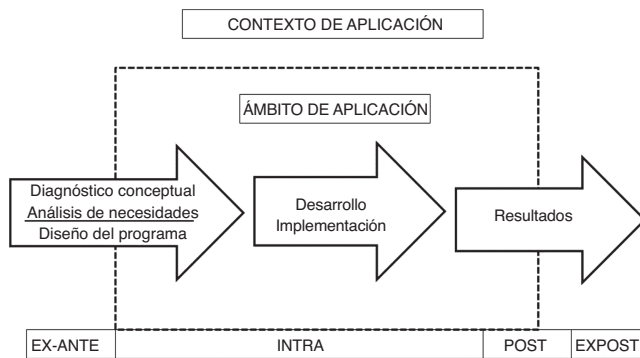 CONTEXTO DE APLICACIÓN
ÁMBITO DE APLICACIÓN
Diagnóstico conceptual
Análisis de necesidades
Diseño del programa
Desarrollo
Implementación
Resultados
EX-ANTE
INTRA
POST
EXPOST